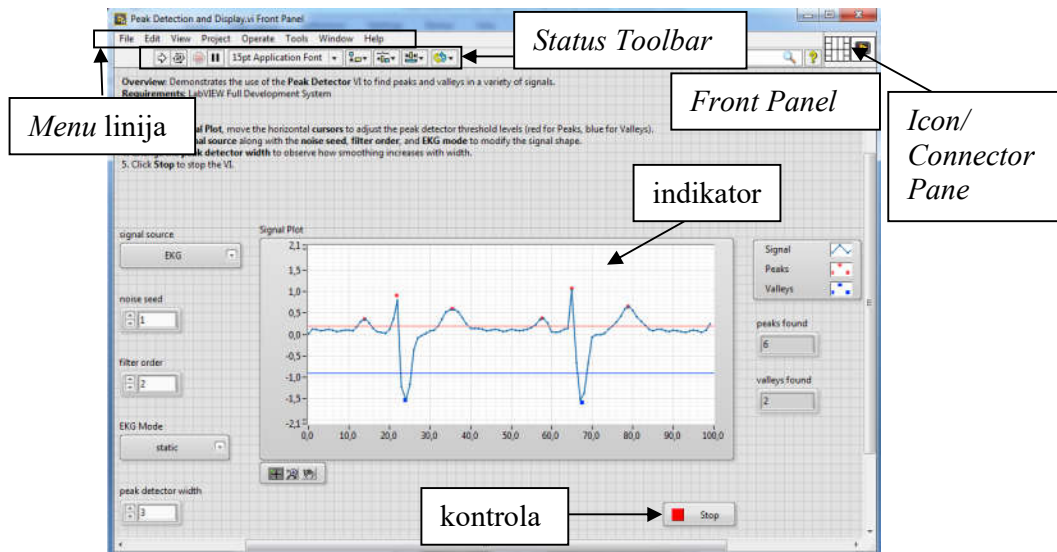 Peak Detection and Display.vi Front Panel
File Edit View Project Operate Tools Window Help
15pt Application Font
Status Toolbar
Overview: Demonstrates the use of the Peak Detector VI to find peaks and valleys in a variety of signals.
Requirements: LabVIEW Full Development System
Front Panel
Icon/
Connector
Pane
Menu linija
al Plot, move the horizontal cursors to adjust the peak detector threshold levels (red for Peaks, blue for Valleys).
nal source along with the noise seed, filter order, and EKG mode to modify the signal shape.
peak detector width to observe how smoothing increases with width.
5. Click Stop to stop the VI.
indikator
signal source
EKG
noise seed
1
filter order
2
EKG Mode
static
peak detector width
3
Signal Plot
2,1
1,5
1,0
0,5
0,0
-0,5
-1,0
-1,5
-2,1
0,0 10,0 20,0 30,0 40,0 50,0 60,0 70,0 80,0 90,0 100,0
Signal
Peaks
Valleys
peaks found
6
valleys found
2
kontrola
Stop